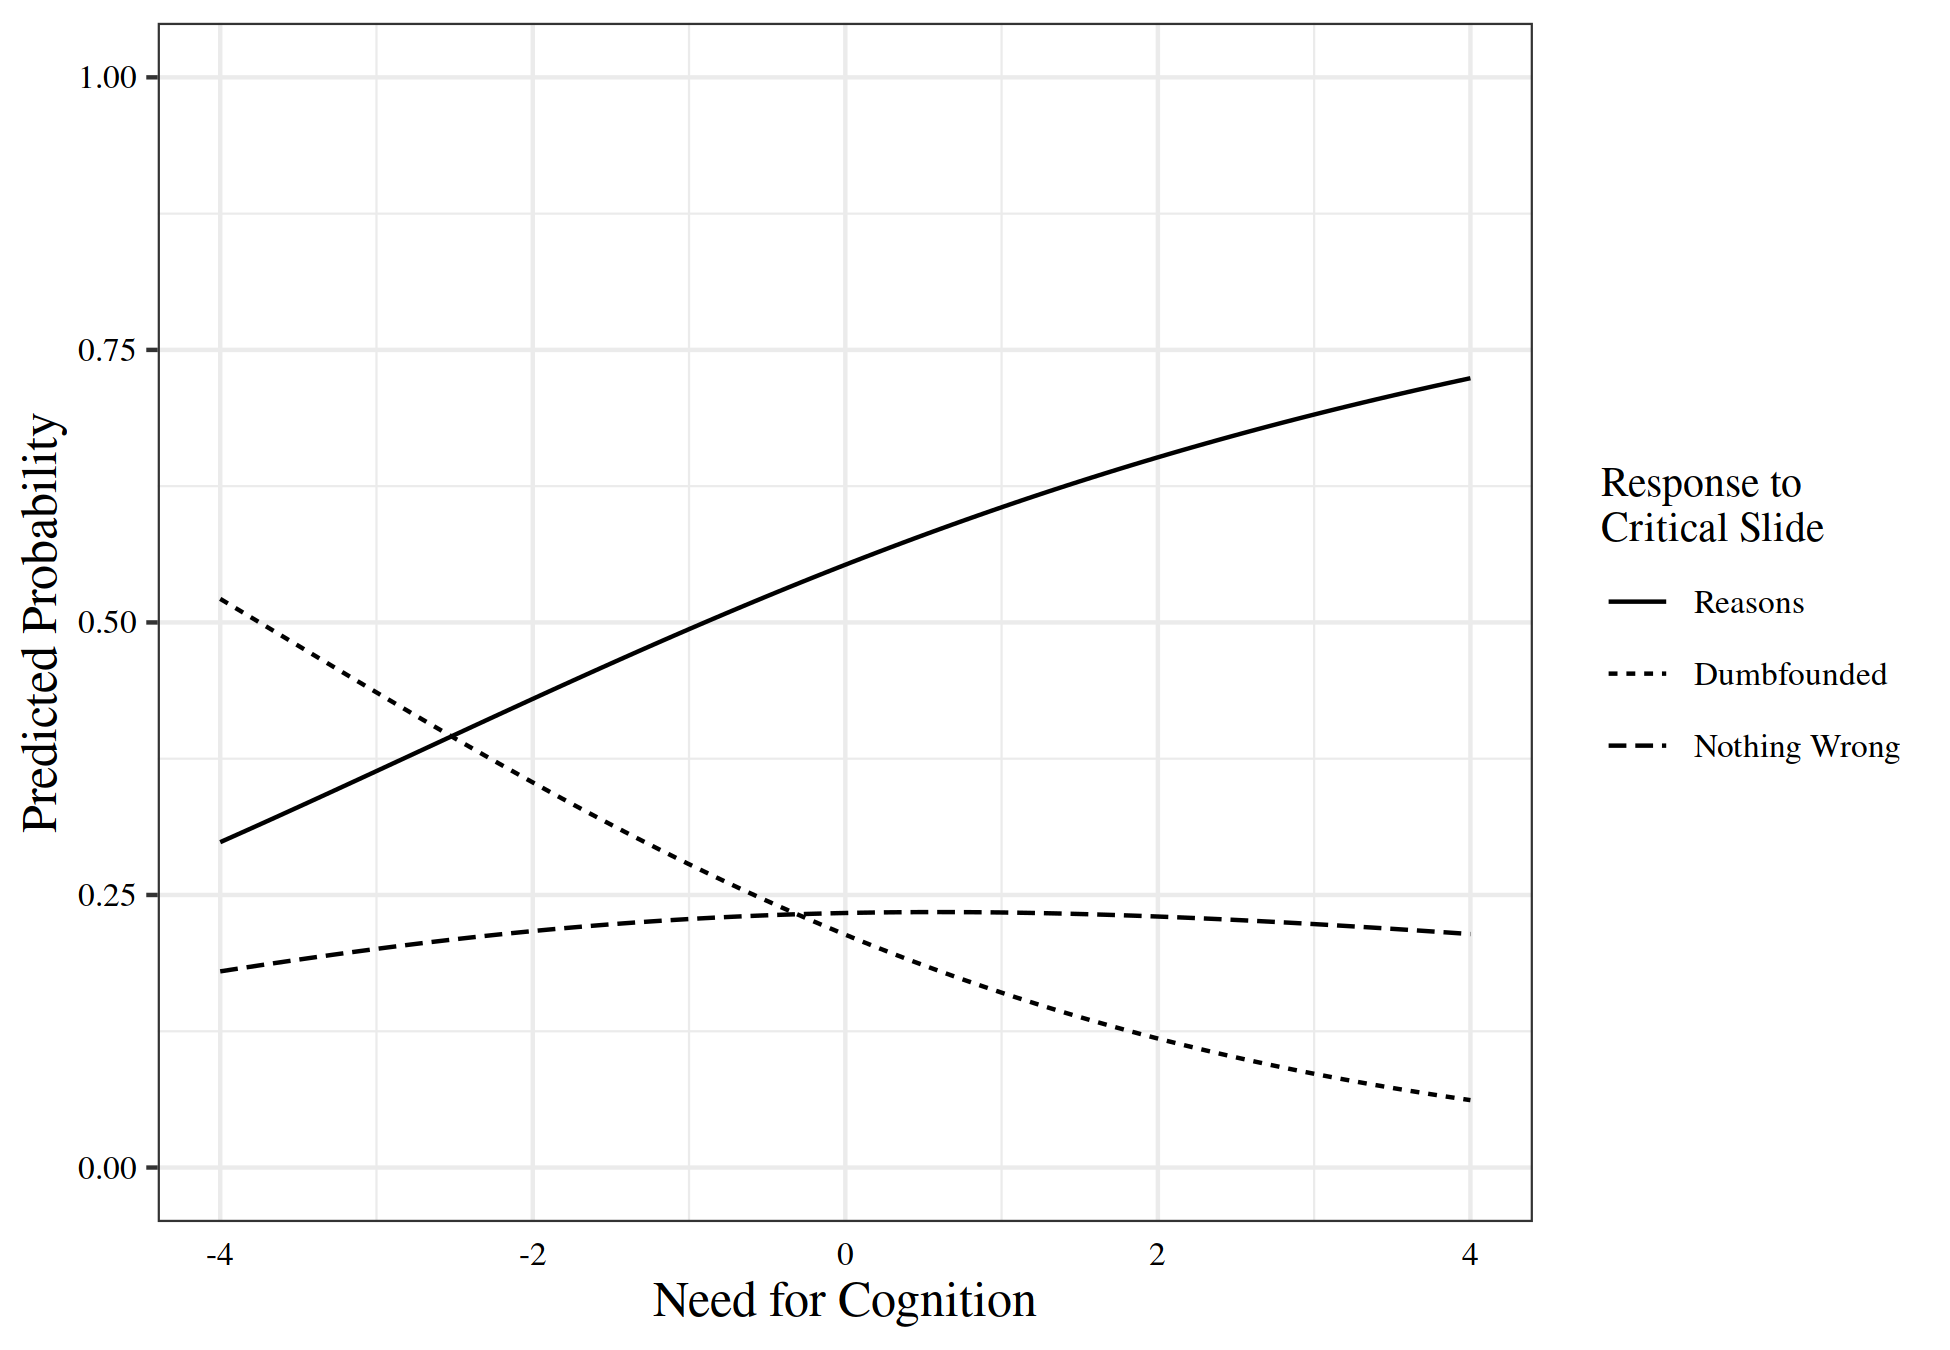 Predicted Probability
1.00
0.75
0.50
0.25
0.00
-4
-2
0
2
4
Need for Cognition
Response to
Critical Slide
Reasons
Dumbfounded
Nothing Wrong